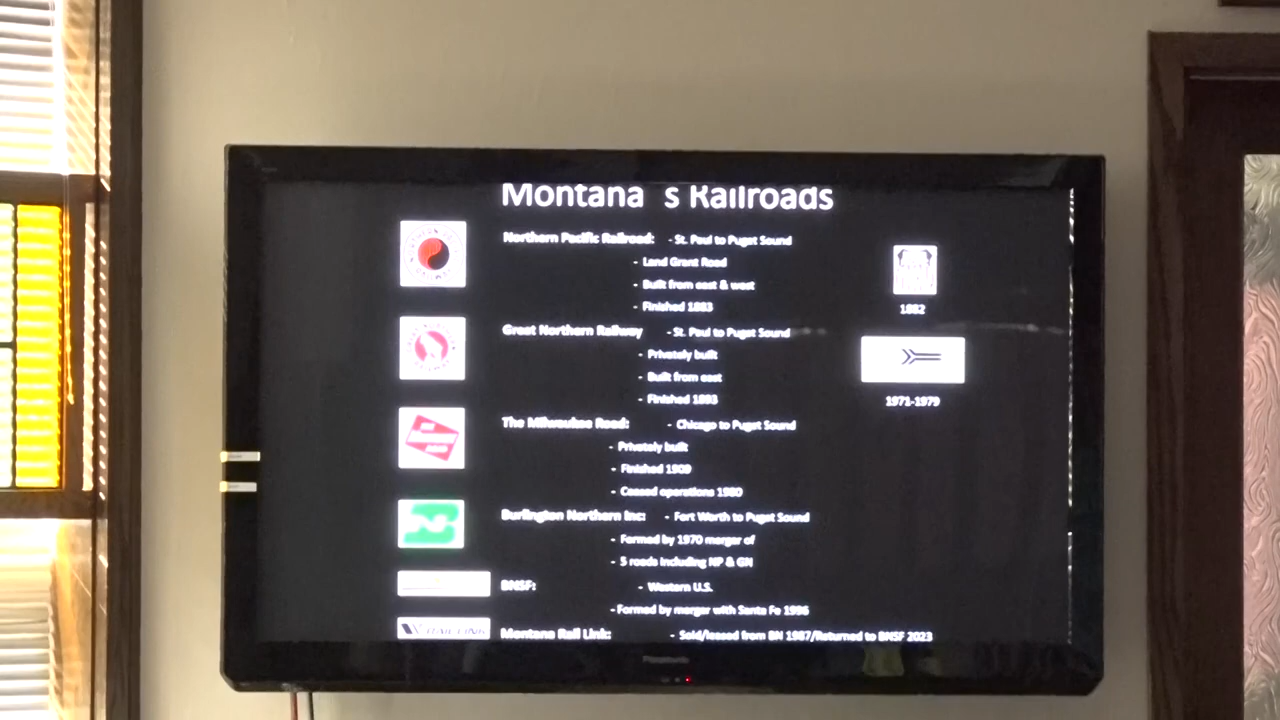 Montana s Railroads
Northern Pacific Railroad: - St. Paul to Puget Sound
- Land Grant Road
- Built from east & west
- Finished 1883
1882
Great Northern Railway - St. Paul to Puget Sound
- Privately built
- Built from east
- Finished 1893
1971-1979
The Milwaukee Road: - Chicago to Puget Sound
- Privately built
- Finished 1909
- Ceased operations 1980
Burlington Northern Inc: - Fort Worth to Puget Sound
- Formed by 1970 merger of
- 5 roads including NP & GN
BNSF: - Western U.S.
- Formed by merger with Santa Fe 1996
Montana Rail Link: - Sold/leased from BN 1987/Returned to BNSF 2023
Panasonic